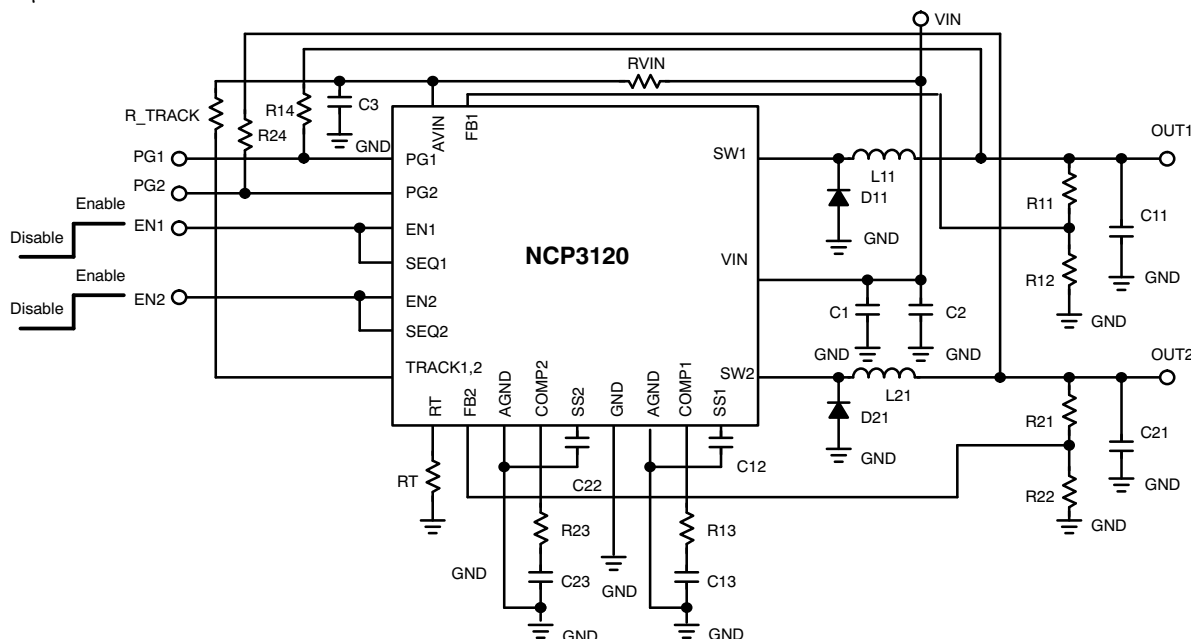 VIN
RVIN
R_TRACK
R24
R14
C3
GND
AVIN
FB1
PG1
PG2
Enable
Disable
EN1
Enable
Disable
EN2
PG1
PG2
EN1
SEQ1
EN2
SEQ2
TRACK1,2
NCP3120
SW1
VIN
SW2
RT
FB2
AGND
COMP2
SS2
GND
AGND
COMP1
SS1
L11
D11
GND
OUT1
R11
C11
GND
R12
GND
C1
C2
GND
GND
L21
D21
GND
OUT2
R21
C21
GND
R22
GND
RT
C22
C12
R23
R13
GND
C23
GND
C13
GND
GND